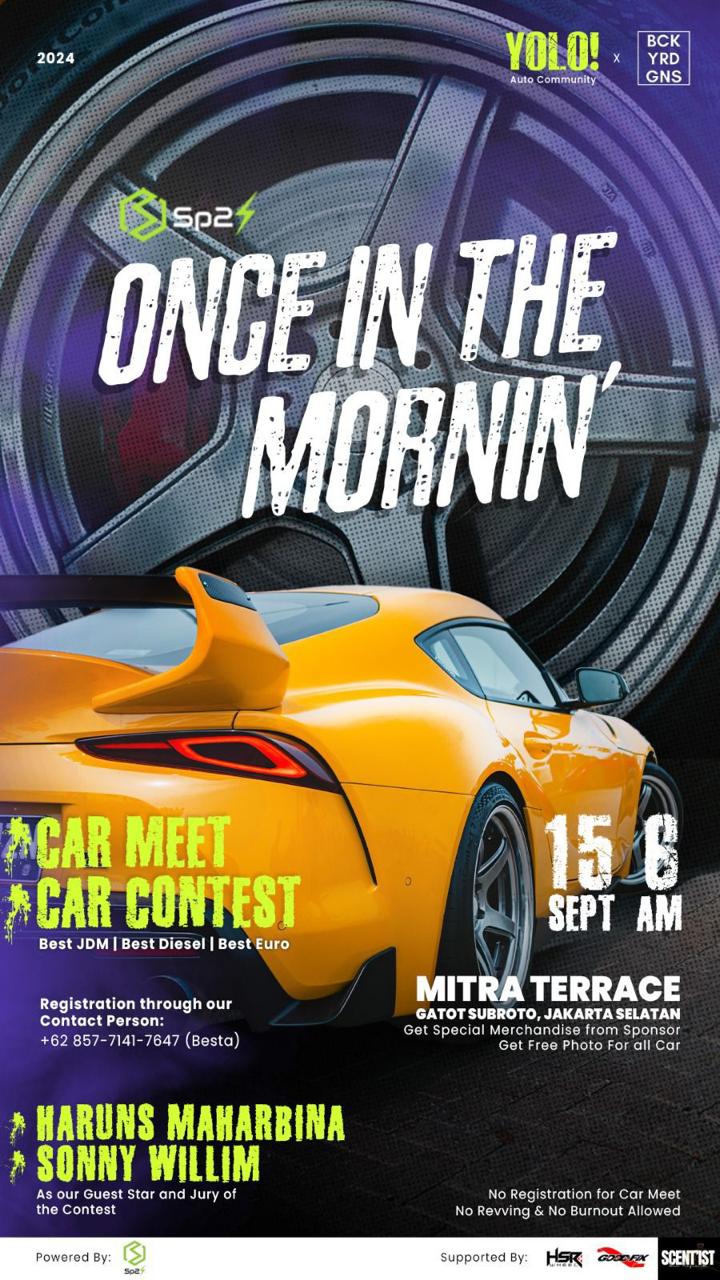 2024
YOLO!
Auto Community
X
BCK
YRD
GNS
Sp2
ONCE IN THE
MORNIN'
CAR MEET
CAR CONTEST
Best JDM | Best Diesel | Best Euro
15 6
SEPT AM
MITRA TERRACE
GATOT SUBROTO, JAKARTA SELATAN
Get Special Merchandise from Sponsor
Get Free Photo For all Car
Registration through our
Contact Person:
+62 857-7141-7647 (Besta)
HARUNS MAHARBINA
SONNY WILLIM
As our Guest Star and Jury of
the Contest
No Registration for Car Meet
No Revving & No Burnout Allowed
Powered By: Sp2
Supported By: HSR WHEEL GOODFIX SCENT'IST